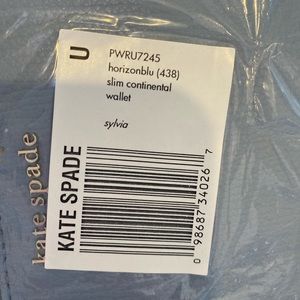 U
PWRU7245
horizonblu (438)
slim continental
wallet
sylvia
KATE SPADE
0 98687 34026 7
kate spade